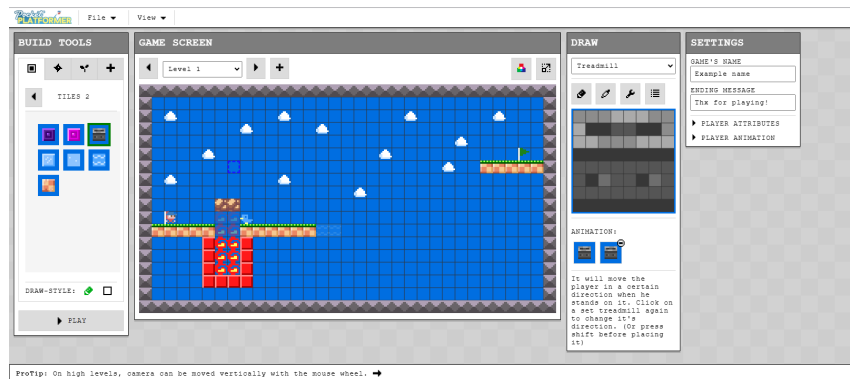 Pocket
PLATFORMER
File
View
BUILD TOOLS
TILES 2
DRAW-STYLE:
PLAY
GAME SCREEN
Level 1
DRAW
Treadmill
ANIMATION:
It will move the
player in a certain
direction when he
stands on it. Click on
a set treadmill again
to change it's
direction. (Or press
shift before placing
it)
SETTINGS
GAME'S NAME
Example name
ENDING MESSAGE
Thx for playing!
PLAYER ATTRIBUTES
PLAYER ANIMATION
ProTip: On high levels, camera can be moved vertically with the mouse wheel.